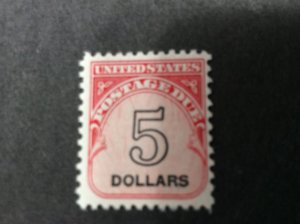 UNITED STATES
POSTAGE DUE
5
DOLLARS